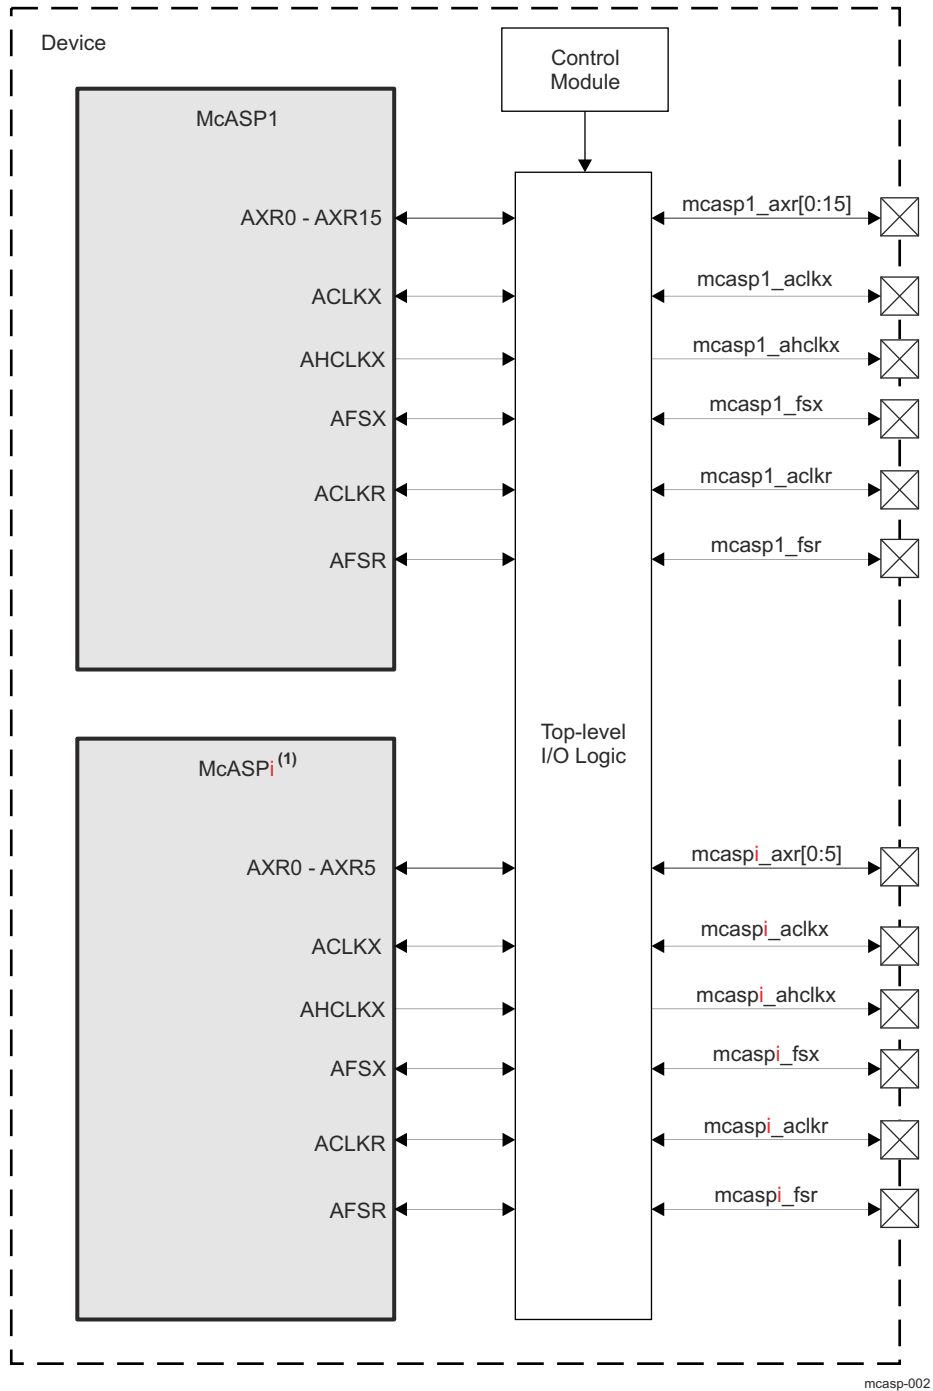 Device
Control
Module
McASP1
AXR0 - AXR15
mcasp1_axr[0:15]
ACLKX
mcasp1_aclkx
AHCLKX
mcasp1_ahclkx
AFSX
mcasp1_fsx
ACLKR
mcasp1_aclkr
AFSR
mcasp1_fsr
Top-level
I/O Logic
McASPi (1)
AXR0 - AXR5
mcaspi_axr[0:5]
ACLKX
mcaspi_aclkx
AHCLKX
mcaspi_ahclkx
AFSX
mcaspi_fsx
ACLKR
mcaspi_aclkr
AFSR
mcaspi_fsr
mcasp-002